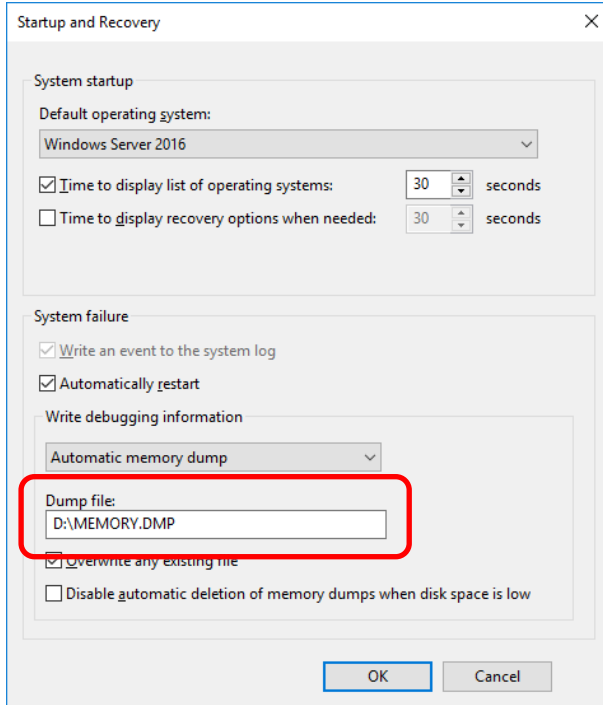 Startup and Recovery
System startup
Default operating system:
Windows Server 2016
Time to display list of operating systems: 30 seconds
Time to display recovery options when needed: 30 seconds
System failure
Write an event to the system log
Automatically restart
Write debugging information
Automatic memory dump
Dump file:
D:\MEMORY.DMP
Overwrite any existing file
Disable automatic deletion of memory dumps when disk space is low
OK Cancel